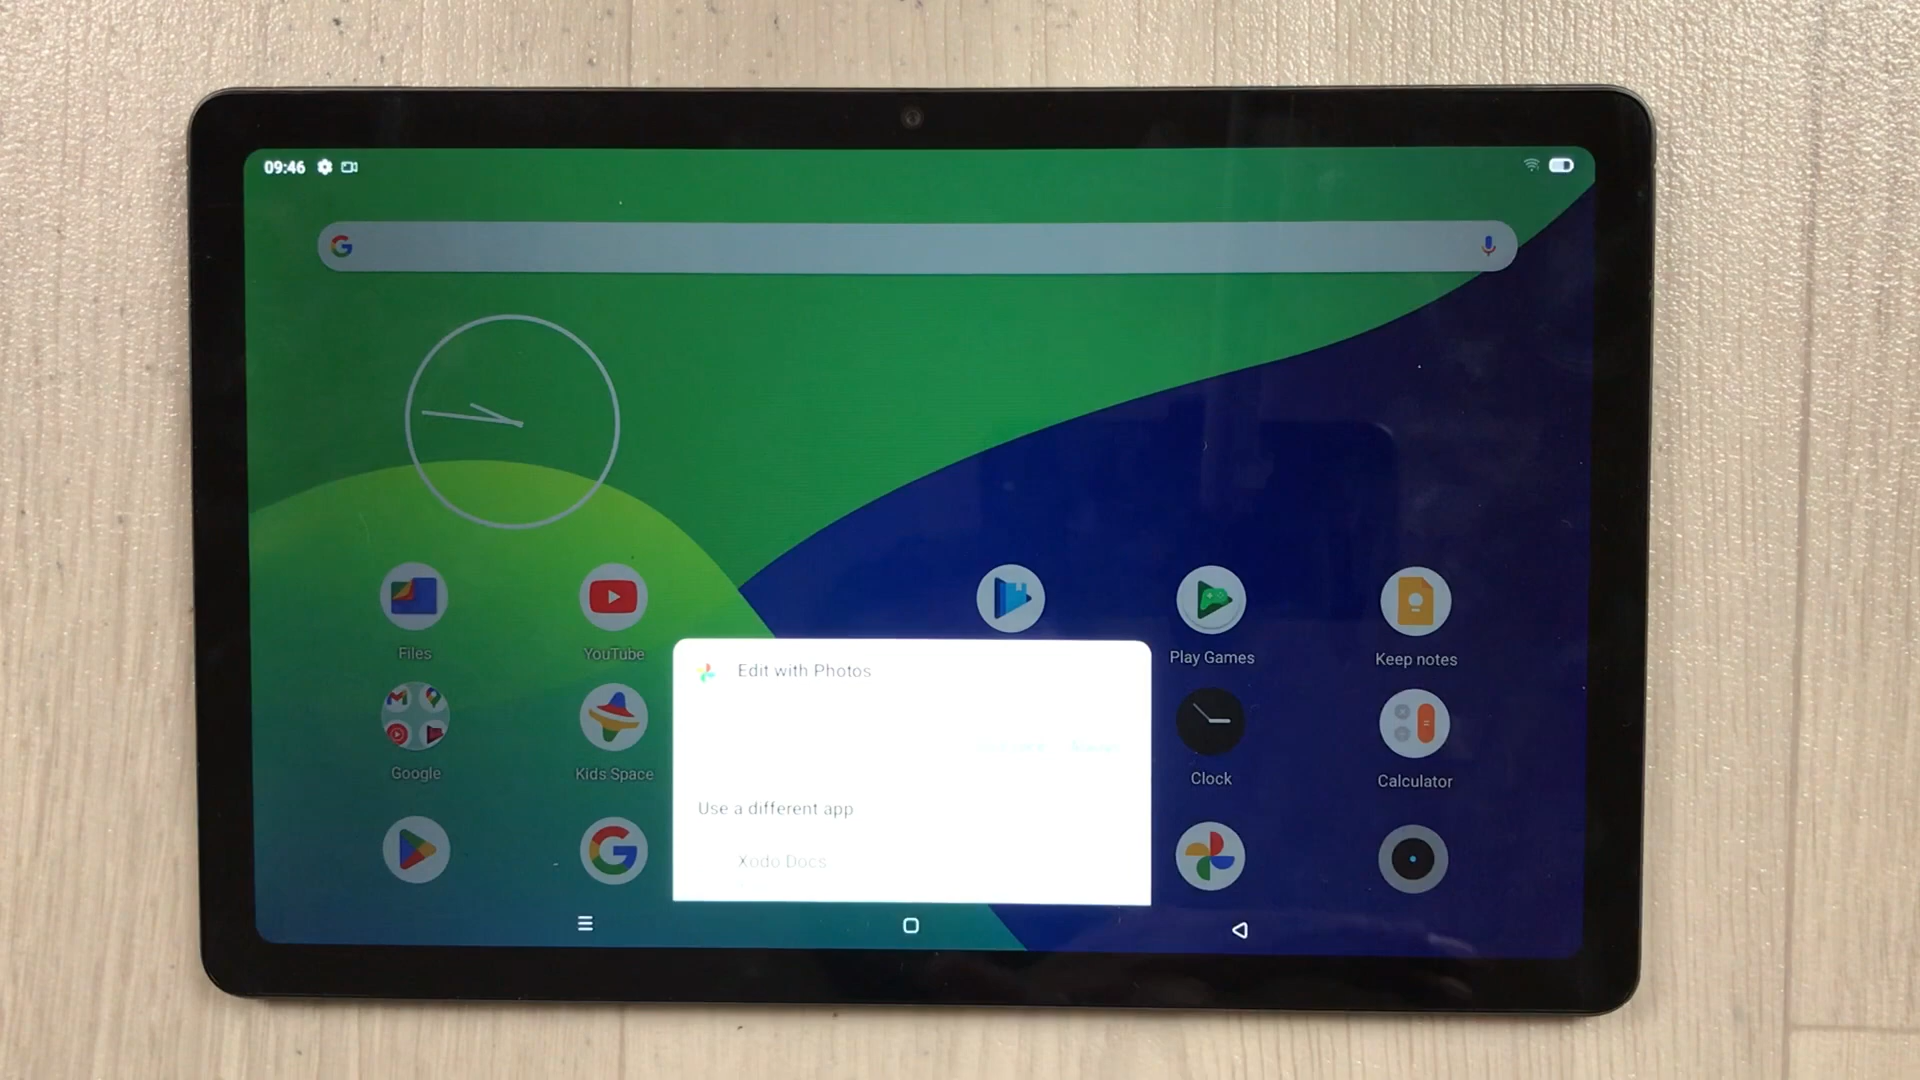 09:46
Files
YouTube
Play Games
Keep notes
Edit with Photos
Google
Kids Space
Clock
Calculator
Use a different app
Xodo Docs